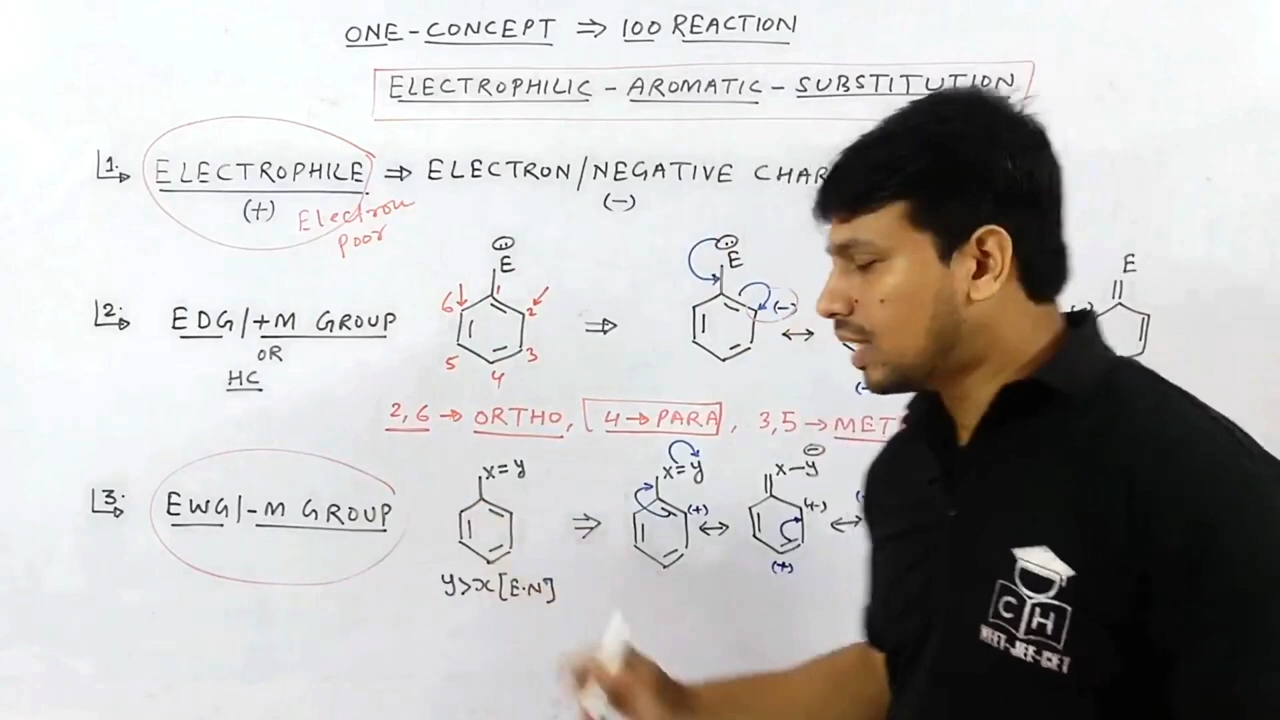 ONE-CONCEPT ⇒ 100 REACTION
ELECTROPHILIC - AROMATIC - SUBSTITUTION
1. ELECTROPHILE ⇒ ELECTRON/NEGATIVE CHAR
(+) Electron (-)
poor
E E E
2. EDG/+M GROUP 6 1 2 ⇒ (-) ↔
OR
HC 5 4 3 (-)
2,6 → ORTHO, 4 → PARA, 3,5 → MET
3. EWG/-M GROUP X=Y ⇒ X=Y (+) ↔ X-Y (+) ↔
(+)
Y>X[E.N]
CH
NEET-JEE-CET